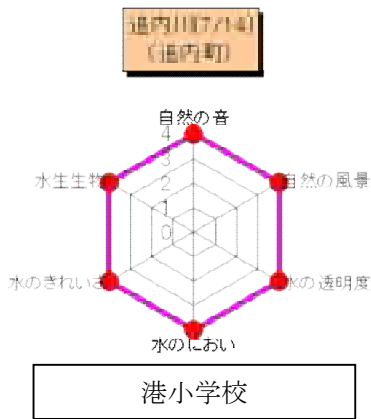 自然の音
4
3
2
1
0
水生生物
自然の風景
水のきれいさ
水の透明度
水のにおい
港小学校